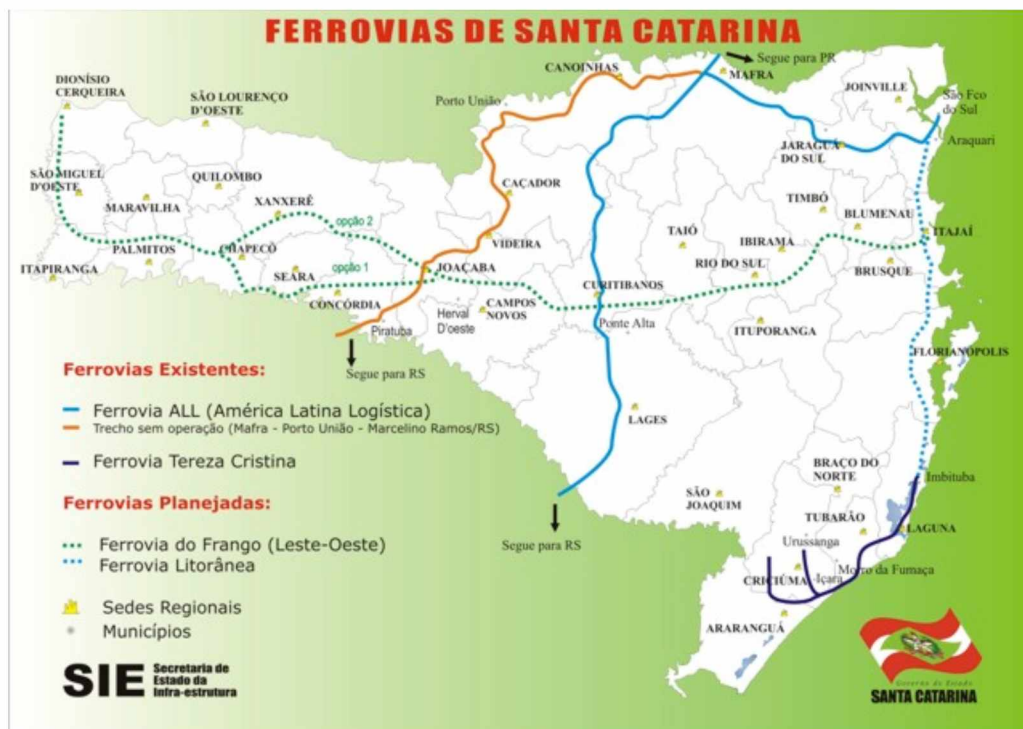 FERROVIAS DE SANTA CATARINA
Segue para PR
CANOINHAS
MAFRA
DIONÍSIO
CERQUEIRA
JOINVILLE
São Fco
do Sul
SÃO LOURENÇO
D'OESTE
Porto União
Araquari
JARAGUÁ
DO SUL
SÃO MIGUEL
D'OESTE
QUILOMBO
CAÇADOR
MARAVILHA
XANXERÊ
TIMBÓ
BLUMENAU
opção 2
TAIÓ
ITAJAÍ
VIDEIRA
IBIRAMA
PALMITOS
CHAPECÓ
RIO DO SUL
BRUSQUE
ITAPIRANGA
SEARA
opção 1
JOAÇABA
CURITIBANOS
CONCÓRDIA
CAMPOS
NOVOS
Herval
D'oeste
Piratuba
Ponte Alta
ITUPORANGA
FLORIANOPOLIS
Segue para RS
Ferrovias Existentes:
Ferrovia ALL (América Latina Logística)
Trecho sem operação (Mafra - Porto União - Marcelino Ramos/RS)
LAGES
Ferrovia Tereza Cristina
BRAÇO DO
NORTE
Imbituba
Ferrovias Planejadas:
SÃO
JOAQUIM
TUBARÃO
LAGUNA
Ferrovia do Frango (Leste-Oeste)
Segue para RS
Urussanga
Ferrovia Litorânea
CRICIÚMA
Içara
Morro da Fumaça
Sedes Regionais
Municípios
ARARANGUÁ
SIE
Secretaria de
Estado da
Infra-estrutura
Governo do Estado
SANTA CATARINA